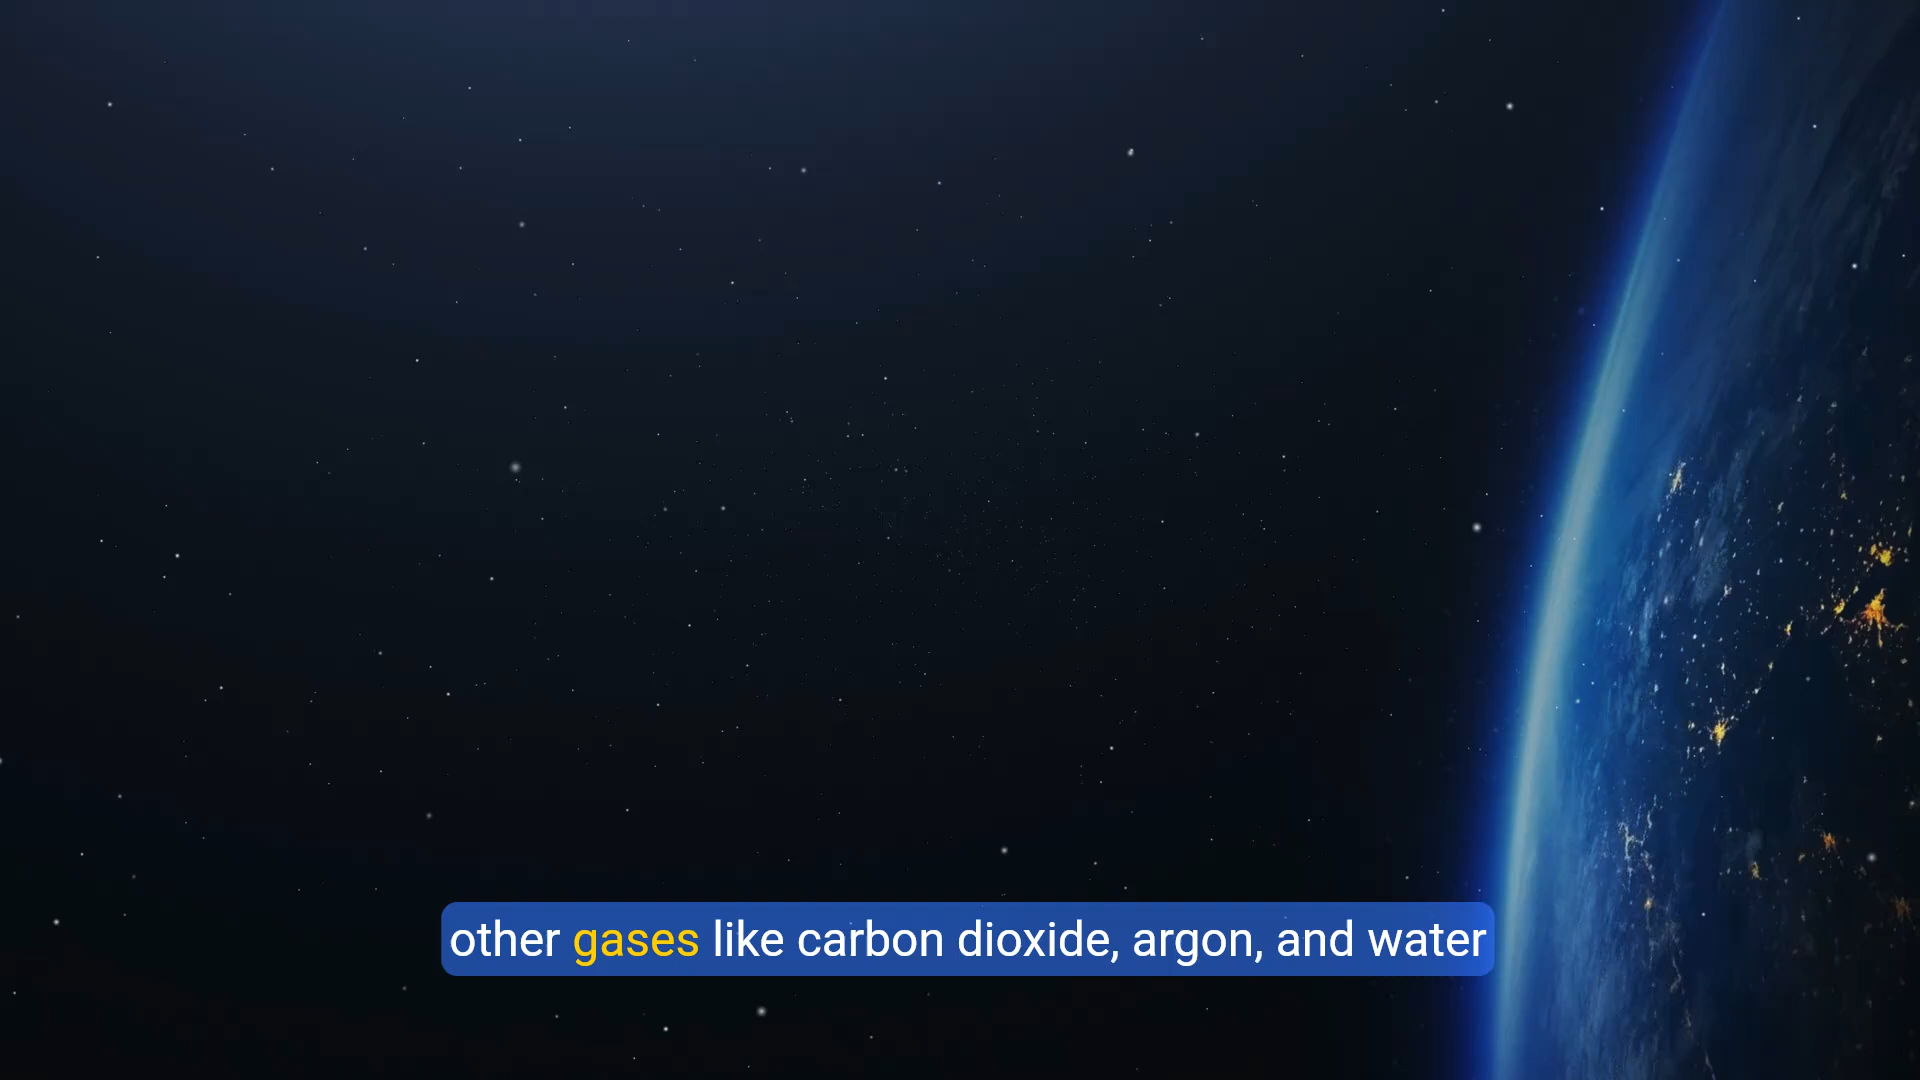 other gases like carbon dioxide, argon, and water